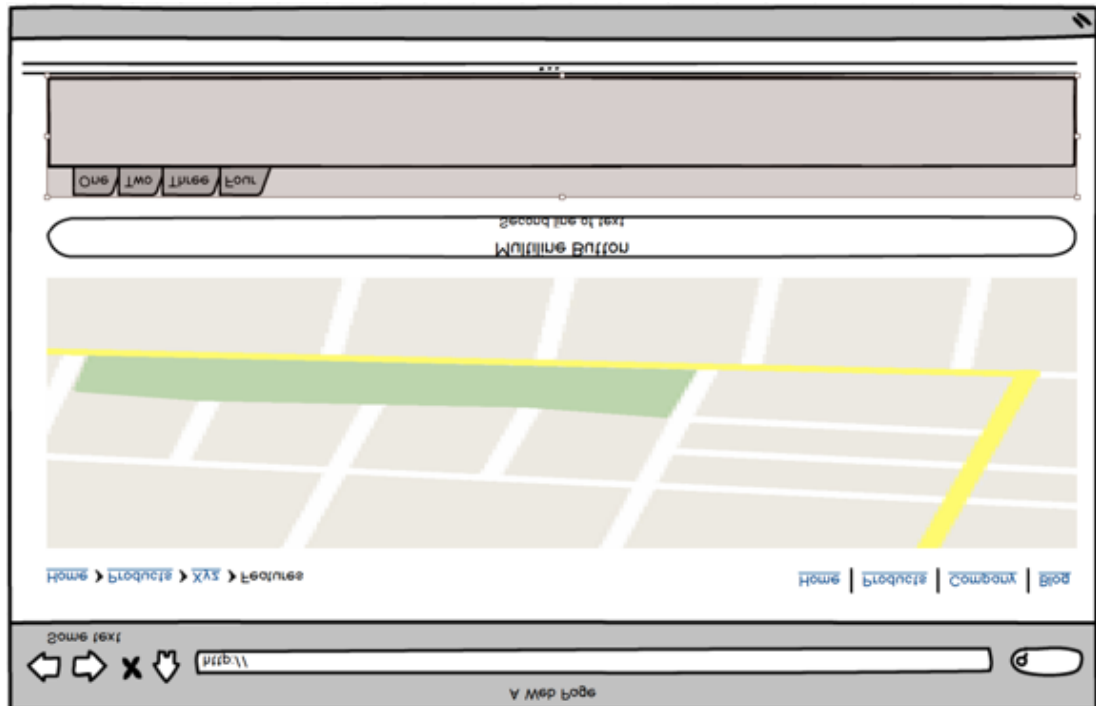 A Web Page
http://
Some text
Home > Products > Xyz > Features
Home | Products | Company | Blog
Multiline Button
Second line of text
One Two Three Four